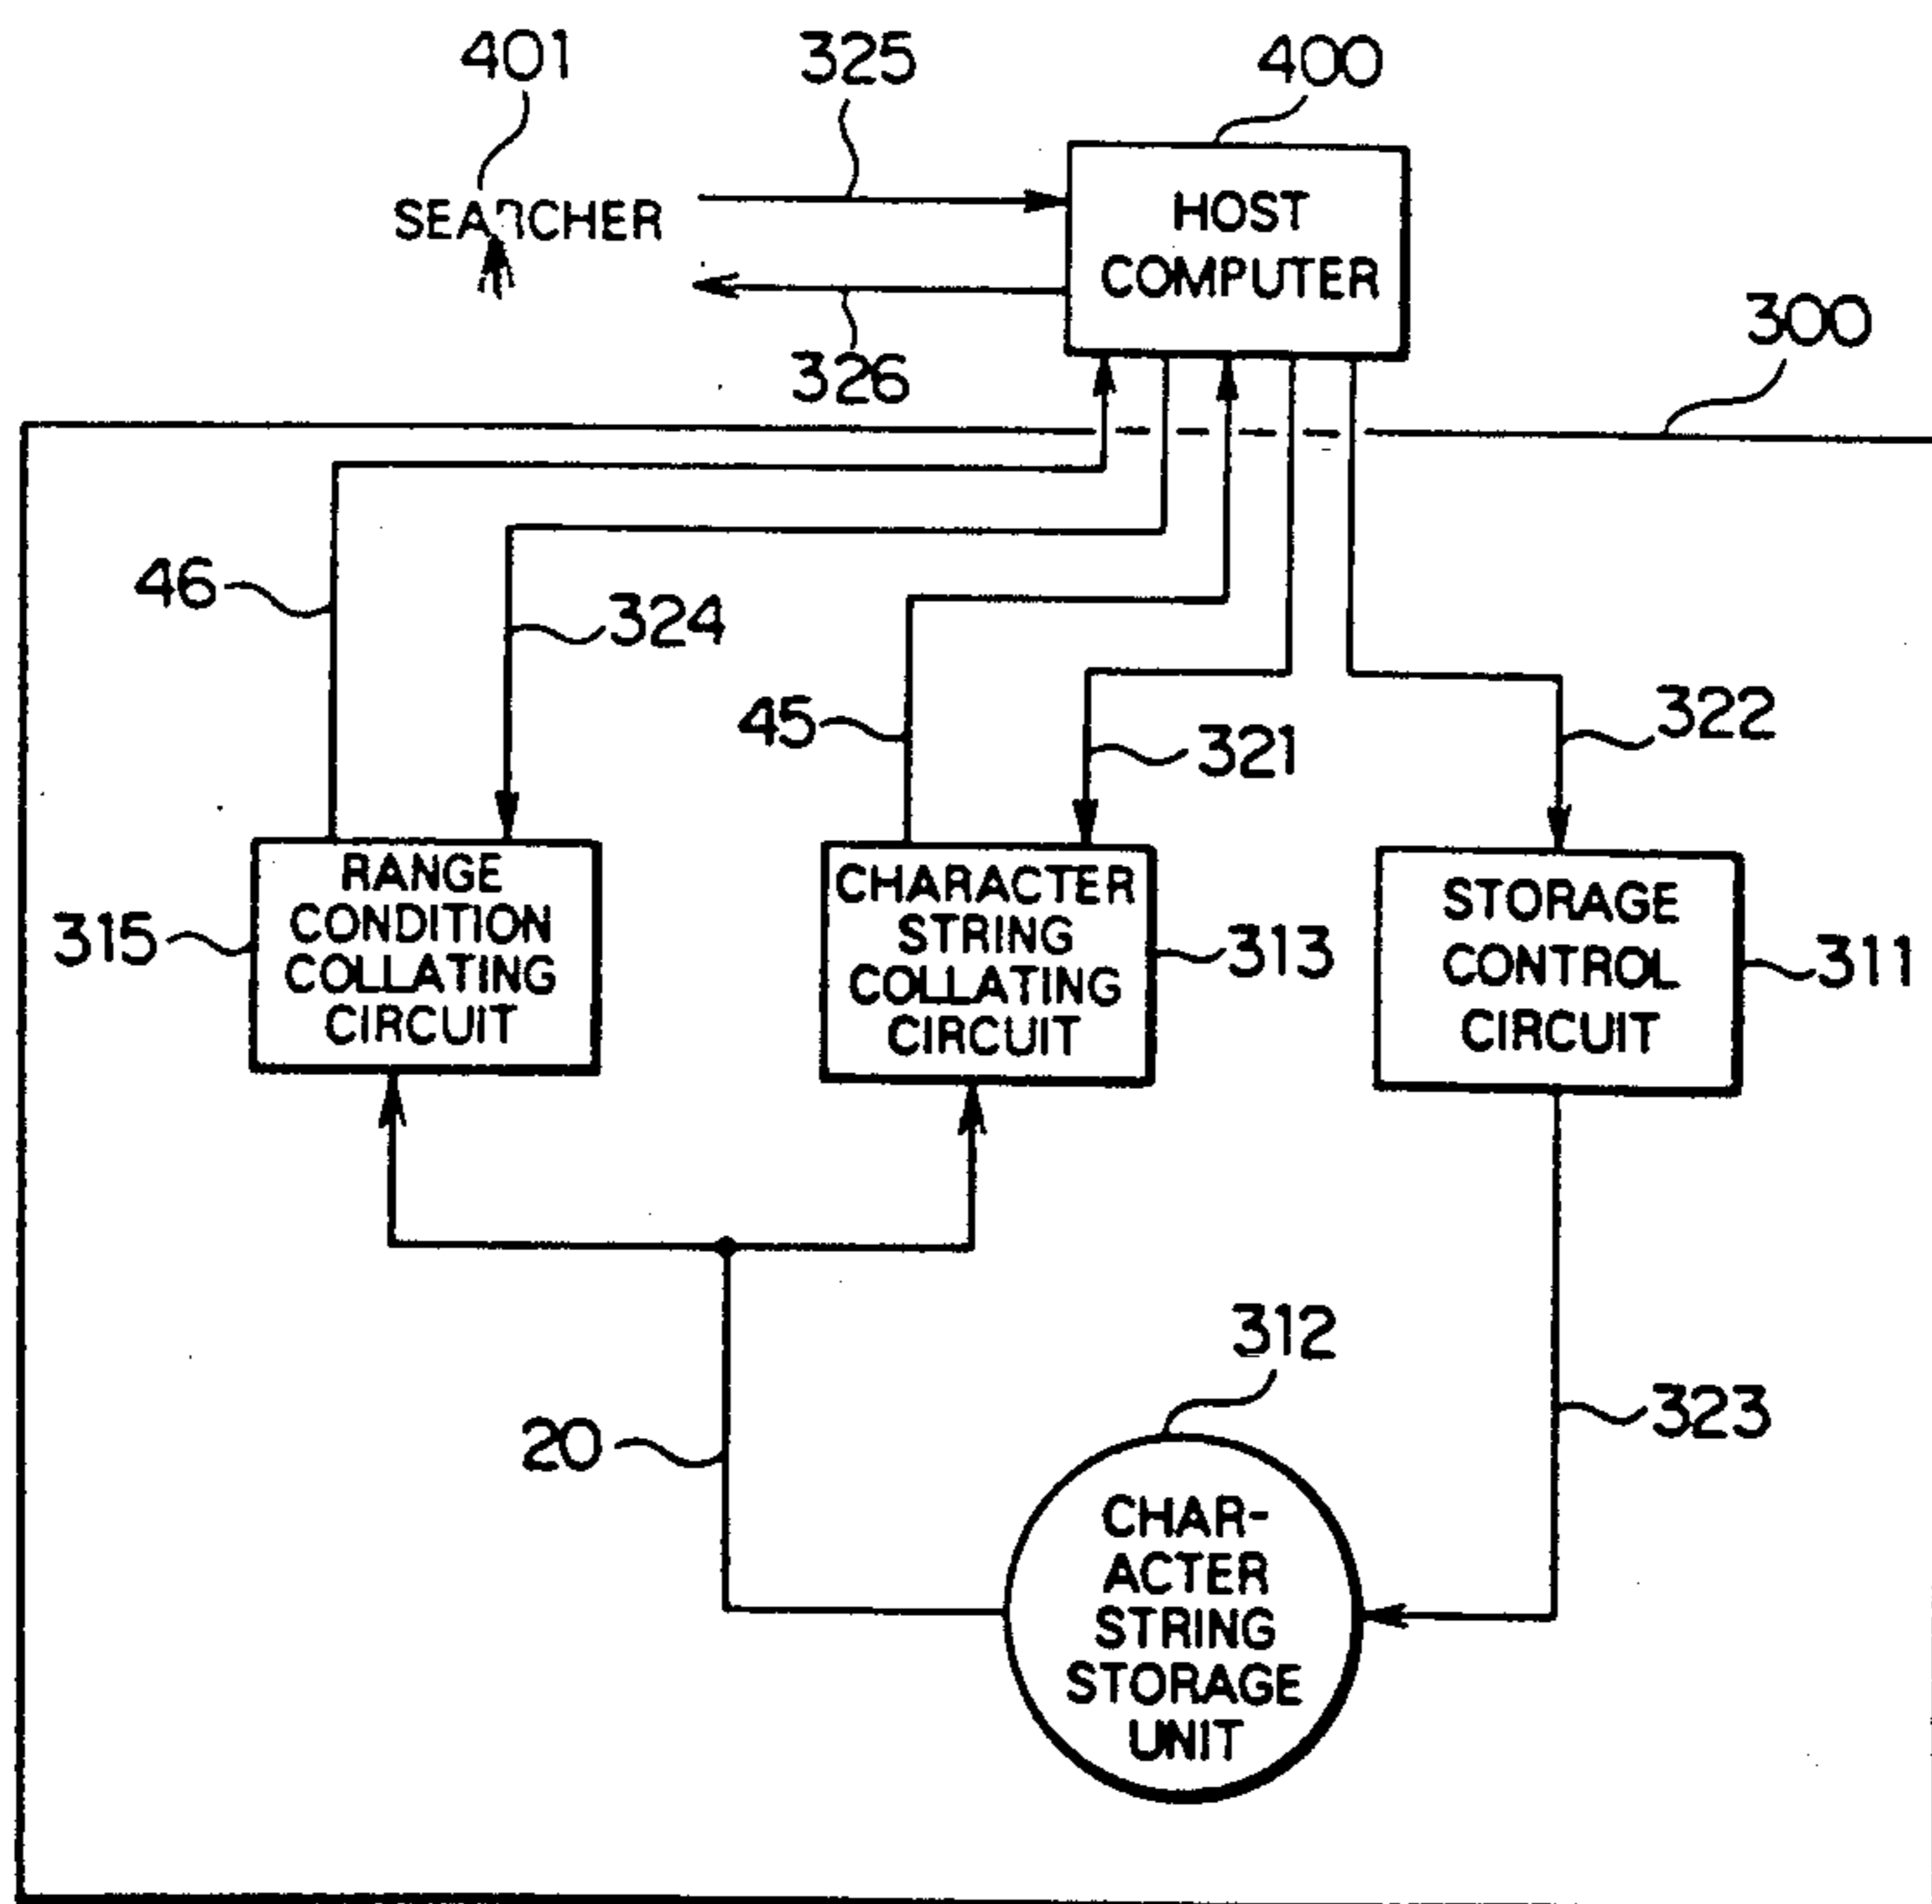 401
325
400
SEARCHER
HOST
COMPUTER
326
300
46
324
45
321
322
RANGE
CONDITION
COLLATING
CIRCUIT
315
CHARACTER
STRING
COLLATING
CIRCUIT
313
STORAGE
CONTROL
CIRCUIT
311
312
20
323
CHAR-
ACTER
STRING
STORAGE
UNIT